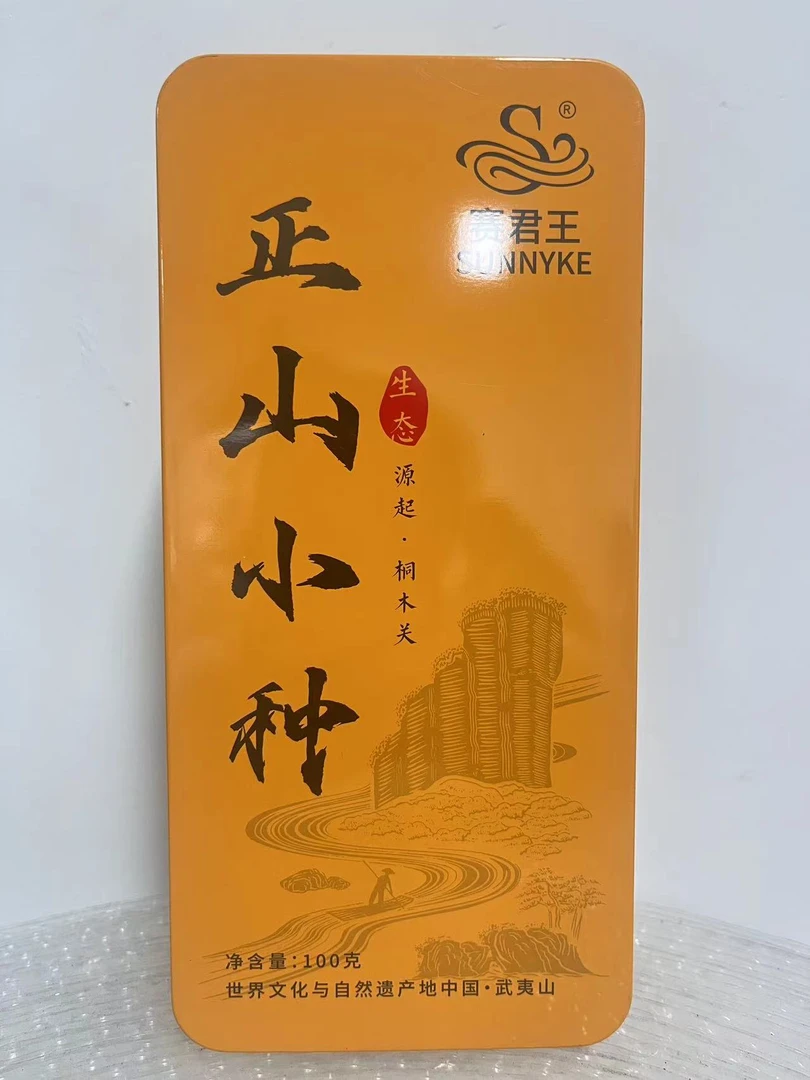 S®
赛君王
SUNNYKE
正山小种
生态
源起·桐木关
净含量:100克
世界文化与自然遗产地中国·武夷山